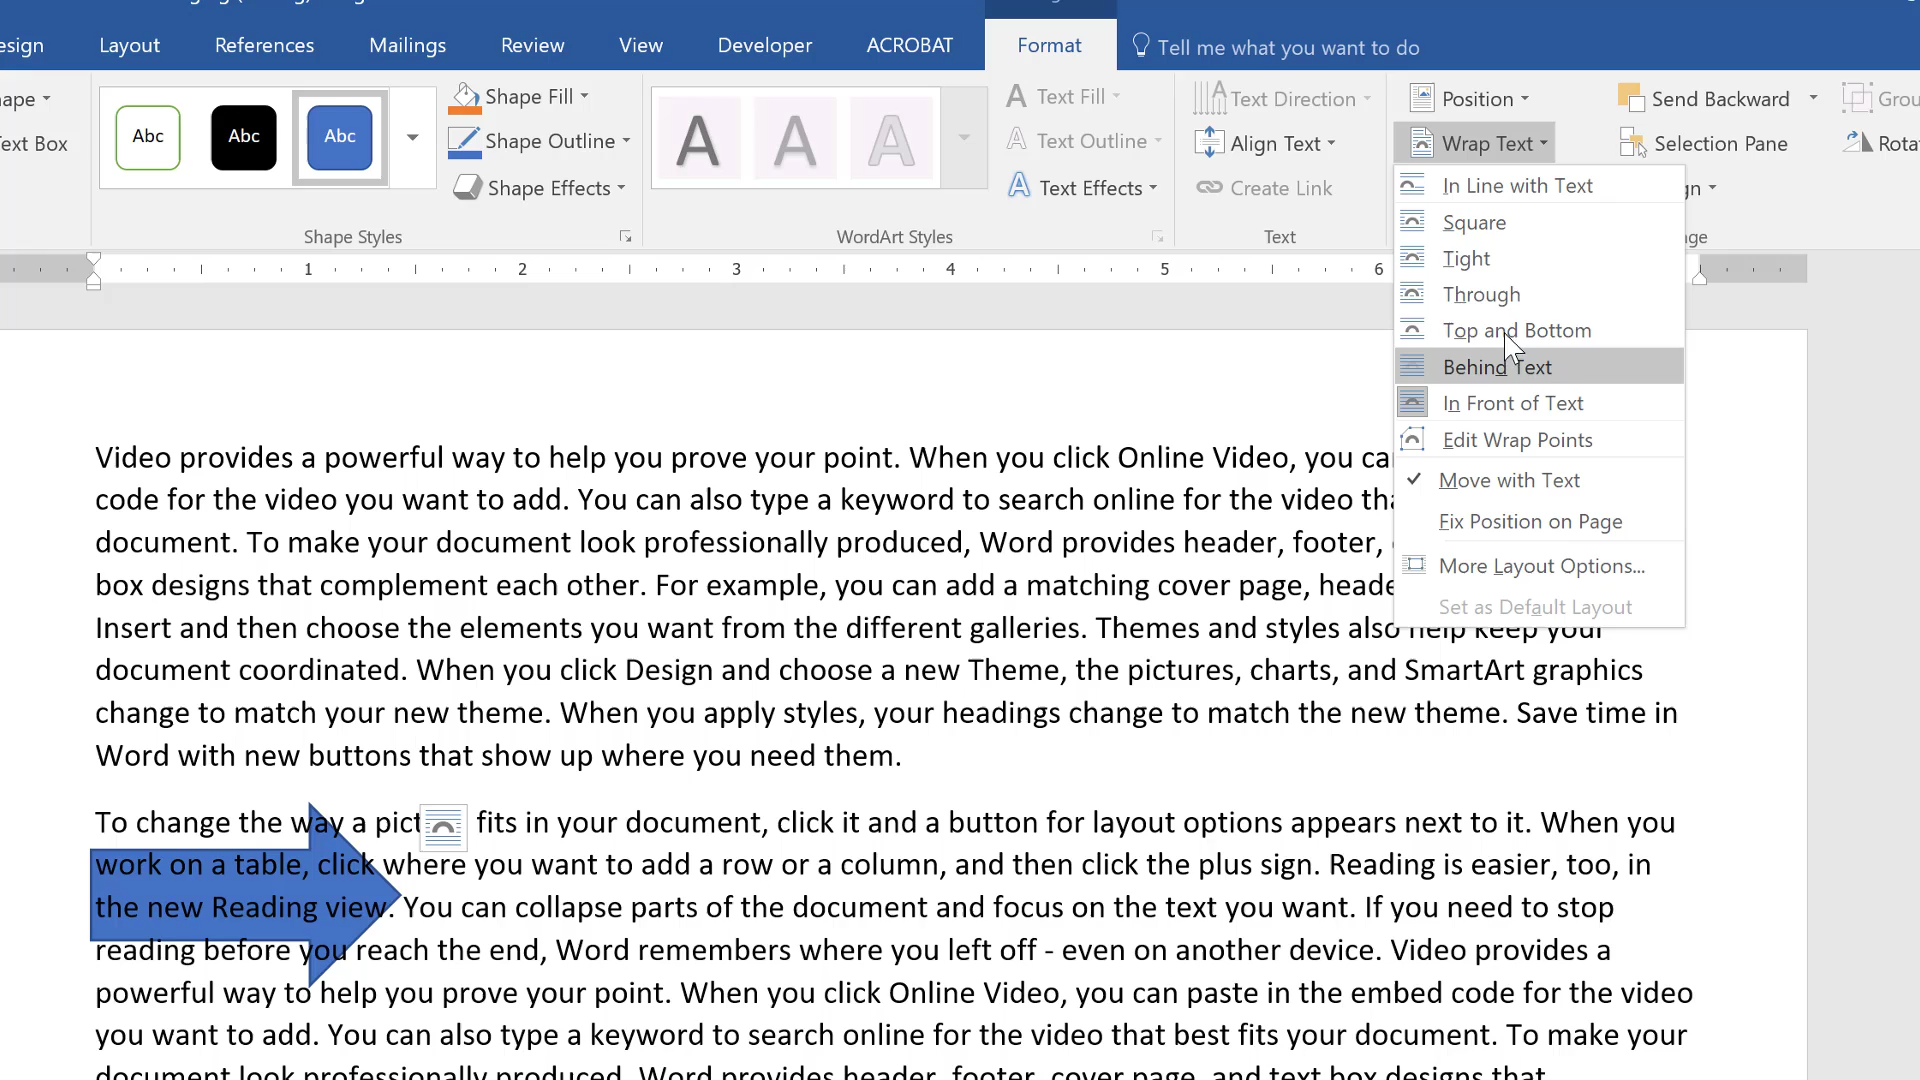 Layout References Mailings Review View Developer ACROBAT Format Tell me what you want to do
Abc Abc Abc
Shape Fill
Shape Outline
Shape Effects
Shape Styles
A A A
WordArt Styles
Text Fill
Text Outline
Text Effects
Text Direction
Align Text
Create Link
Text
Position
Wrap Text
Send Backward
Selection Pane
In Line with Text
Square
Tight
Through
Top and Bottom
Behind Text
In Front of Text
Edit Wrap Points
Move with Text
Fix Position on Page
More Layout Options...
Set as Default Layout
1 2 3 4 5 6
Video provides a powerful way to help you prove your point. When you click Online Video, you
code for the video you want to add. You can also type a keyword to search online for the video
document. To make your document look professionally produced, Word provides header, footer,
box designs that complement each other. For example, you can add a matching cover page,
Insert and then choose the elements you want from the different galleries. Themes and styles also help keep your
document coordinated. When you click Design and choose a new Theme, the pictures, charts, and SmartArt graphics
change to match your new theme. When you apply styles, your headings change to match the new theme. Save time in
Word with new buttons that show up where you need them.
To change the way a pict fits in your document, click it and a button for layout options appears next to it. When you
work on a table, click where you want to add a row or a column, and then click the plus sign. Reading is easier, too, in
the new Reading view. You can collapse parts of the document and focus on the text you want. If you need to stop
reading before you reach the end, Word remembers where you left off - even on another device. Video provides a
powerful way to help you prove your point. When you click Online Video, you can paste in the embed code for the video
you want to add. You can also type a keyword to search online for the video that best fits your document. To make your
document look professionally produced, Word provides header, footer, cover page, and text box designs that